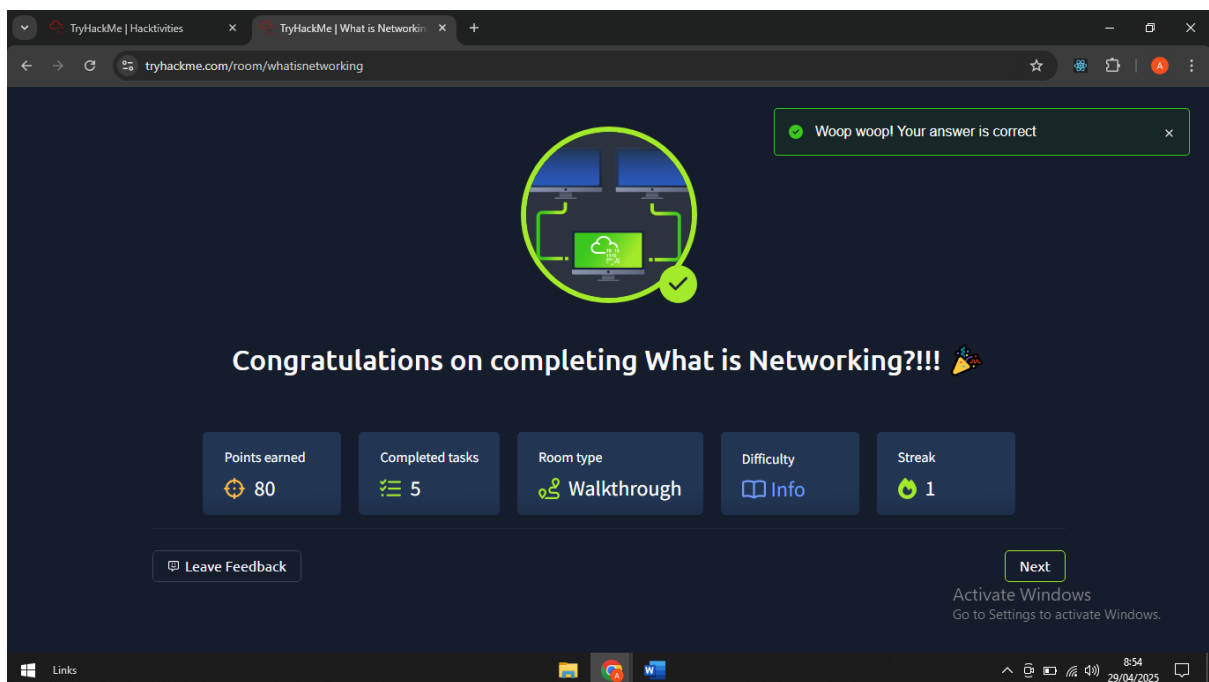 TryHackMe | Hacktivities
TryHackMe | What is Networkin
tryhackme.com/room/whatisnetworking
A
Woop woop! Your answer is correct
Congratulations on completing What is Networking?!!! 🎉
Points earned
80
Completed tasks
5
Room type
Walkthrough
Difficulty
Info
Streak
1
Leave Feedback
Next
Activate Windows
Go to Settings to activate Windows.
Links
8:54
29/04/2025